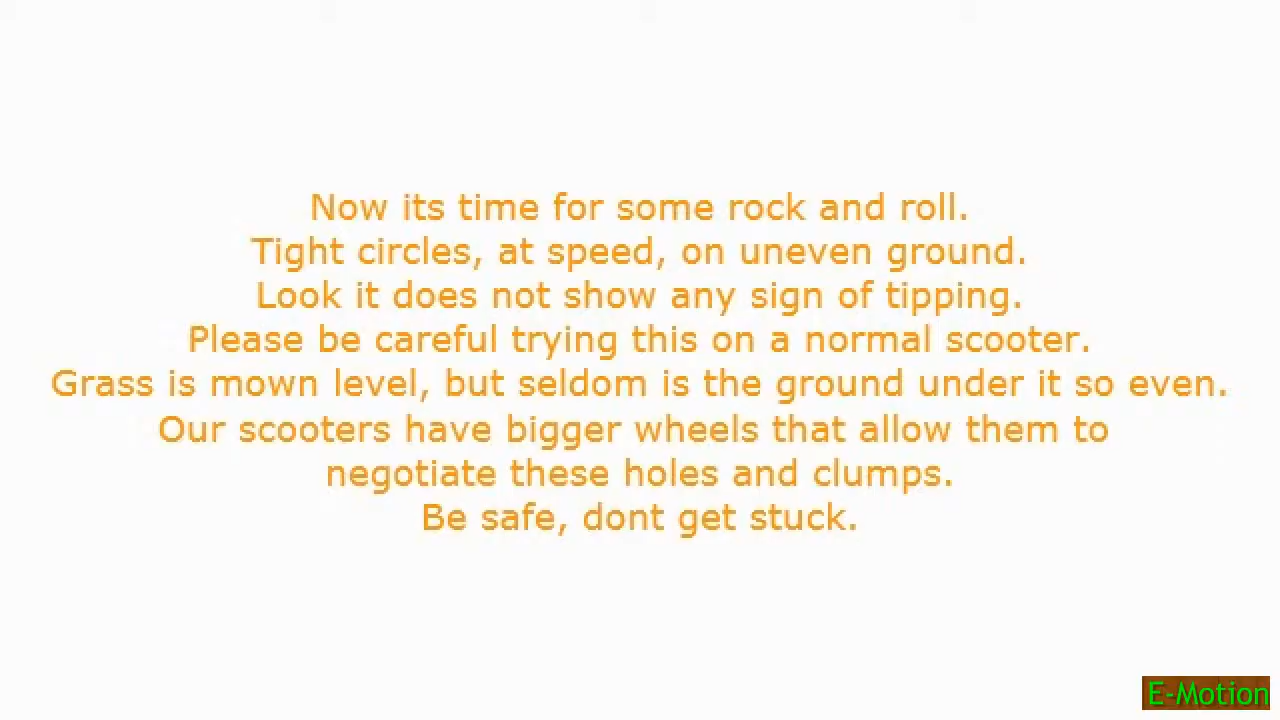 Now its time for some rock and roll.
Tight circles, at speed, on uneven ground.
Look it does not show any sign of tipping.
Please be careful trying this on a normal scooter.
Grass is mown level, but seldom is the ground under it so even.
Our scooters have bigger wheels that allow them to
negotiate these holes and clumps.
Be safe, dont get stuck.
E-Motion